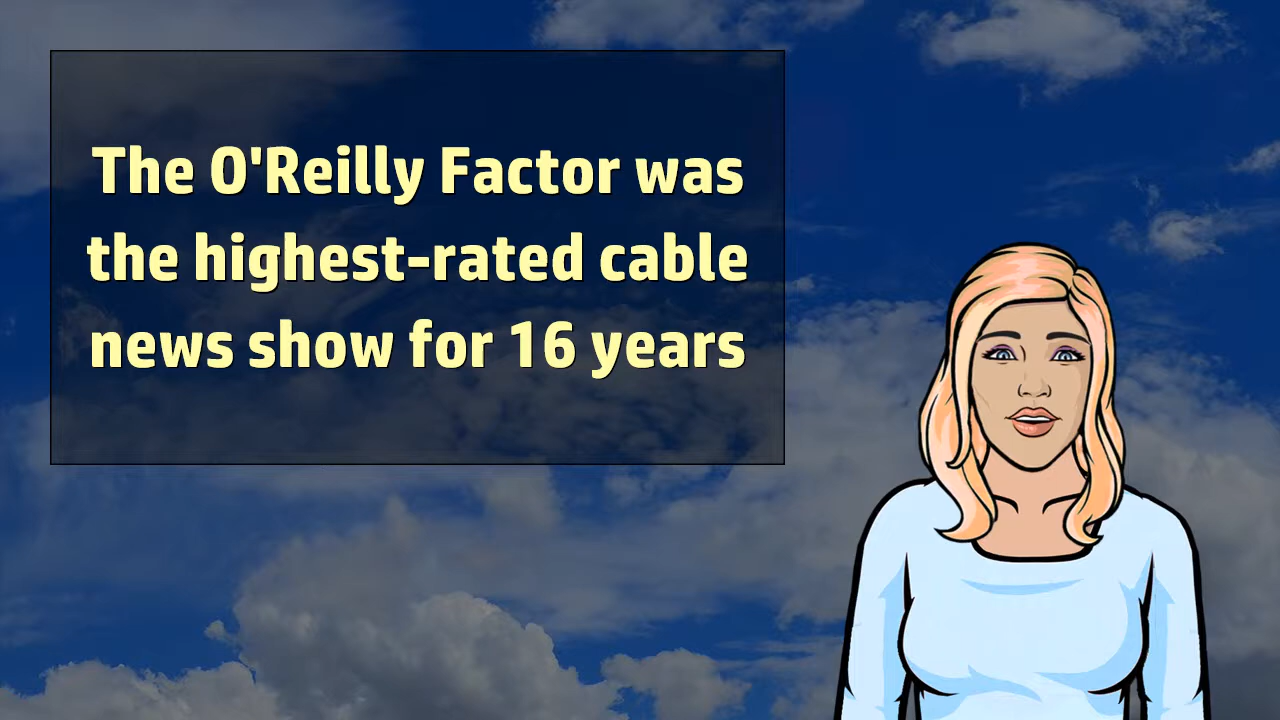 The O'Reilly Factor was
the highest-rated cable
news show for 16 years